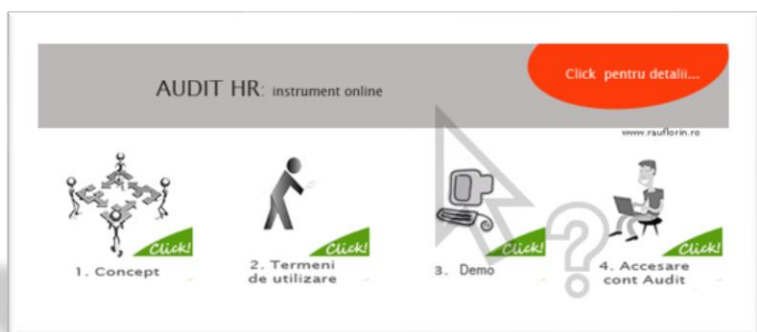 AUDIT HR: instrument online
Click pentru detalii...
www.rauflorin.ro
Click!
Click!
Click!
Click!
1. Concept
2. Termeni
de utilizare
3. Demo
4. Accesare
cont Audit